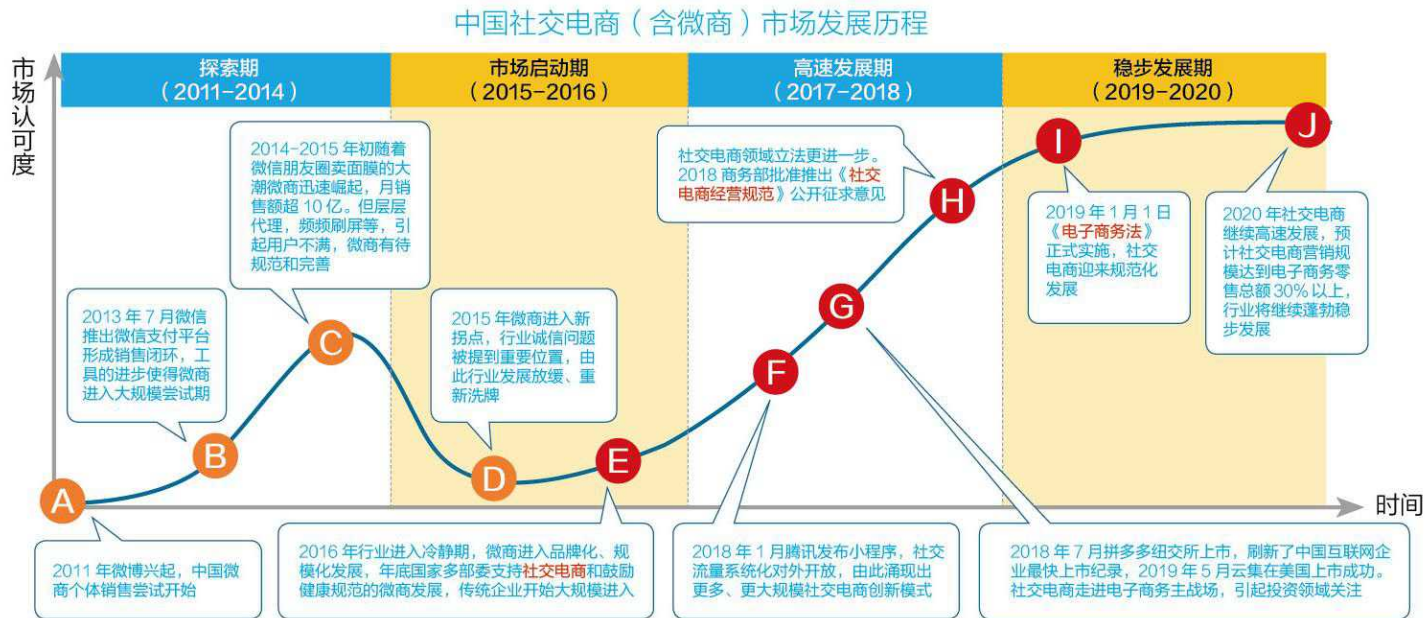 中国社交电商（含微商）市场发展历程
市场认可度
探索期
（2011-2014）
市场启动期
（2015-2016）
高速发展期
（2017-2018）
稳步发展期
（2019-2020）
2014-2015 年初随着
微信朋友圈卖面膜的大
潮微商迅速崛起，月销
售额超 10 亿。但层层
代理，频频刷屏等，引
起用户不满，微商有待
规范和完善
社交电商领域立法更进一步。
2018 商务部批准推出《社交
电商经营规范》公开征求意见
2019 年 1 月 1 日
《电子商务法》
正式实施，社交
电商迎来规范化
发展
2020 年社交电商
继续高速发展，预
计社交电商营销规
模达到电子商务零
售总额 30% 以上，
行业将继续蓬勃稳
步发展
2013 年 7 月微信
推出微信支付平台
形成销售闭环，工
具的进步使得微商
进入大规模尝试期
2015 年微商进入新
拐点，行业诚信问题
被提到重要位置，由
此行业发展放缓、重
新洗牌
A
B
C
D
E
F
G
H
I
J
时间
2011 年微博兴起，中国微
商个体销售尝试开始
2016 年行业进入冷静期，微商进入品牌化、规
模化发展，年底国家多部委支持社交电商和鼓励
健康规范的微商发展，传统企业开始大规模进入
2018 年 1 月腾讯发布小程序，社交
流量系统化对外开放，由此涌现出
更多、更大规模社交电商创新模式
2018 年 7 月拼多多纽交所上市，刷新了中国互联网企
业最快上市纪录，2019 年 5 月云集在美国上市成功。
社交电商走进电子商务主战场，引起投资领域关注